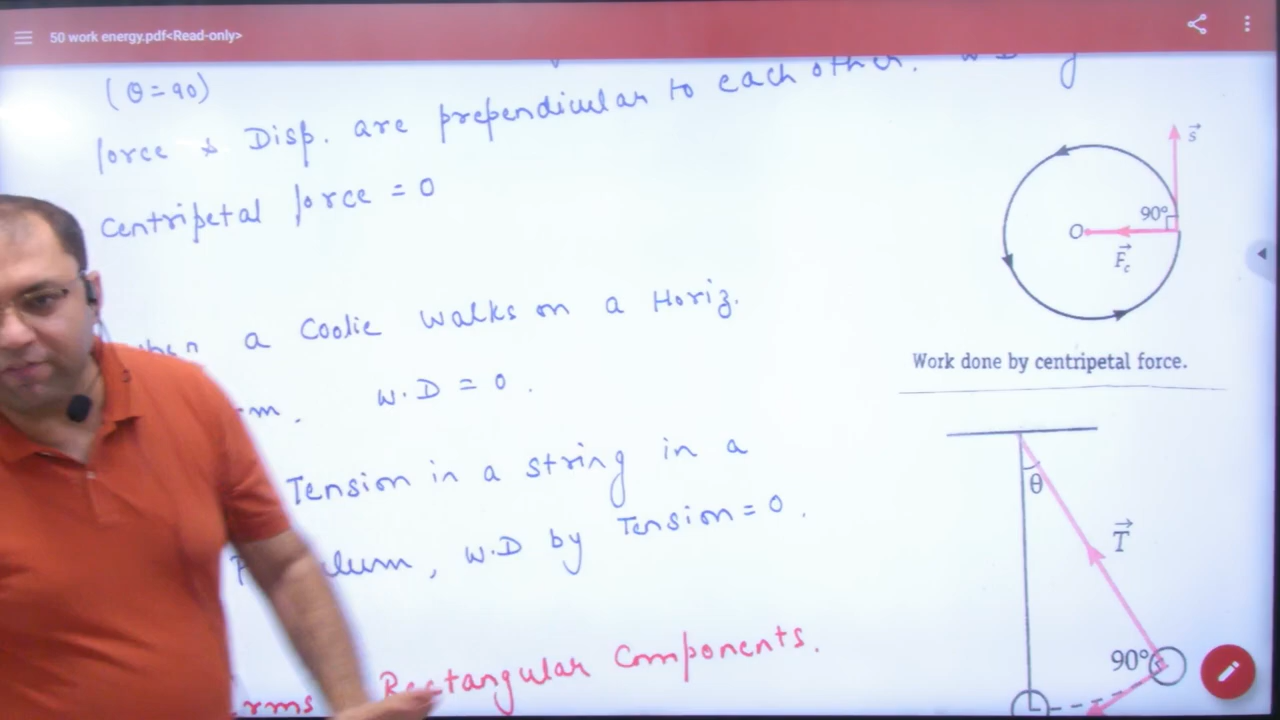 50 work energy.pdf<Read-only>
(θ=90)
force & Disp. are prependicular to each other. W D
Centripetal force = 0
a Coolie walks on a Horiz.
W.D = 0.
Tension in a string in a
, W.D by Tension = 0.
Rectangular Components.
s
90°
O
F c
Work done by centripetal force.
θ
T
90°